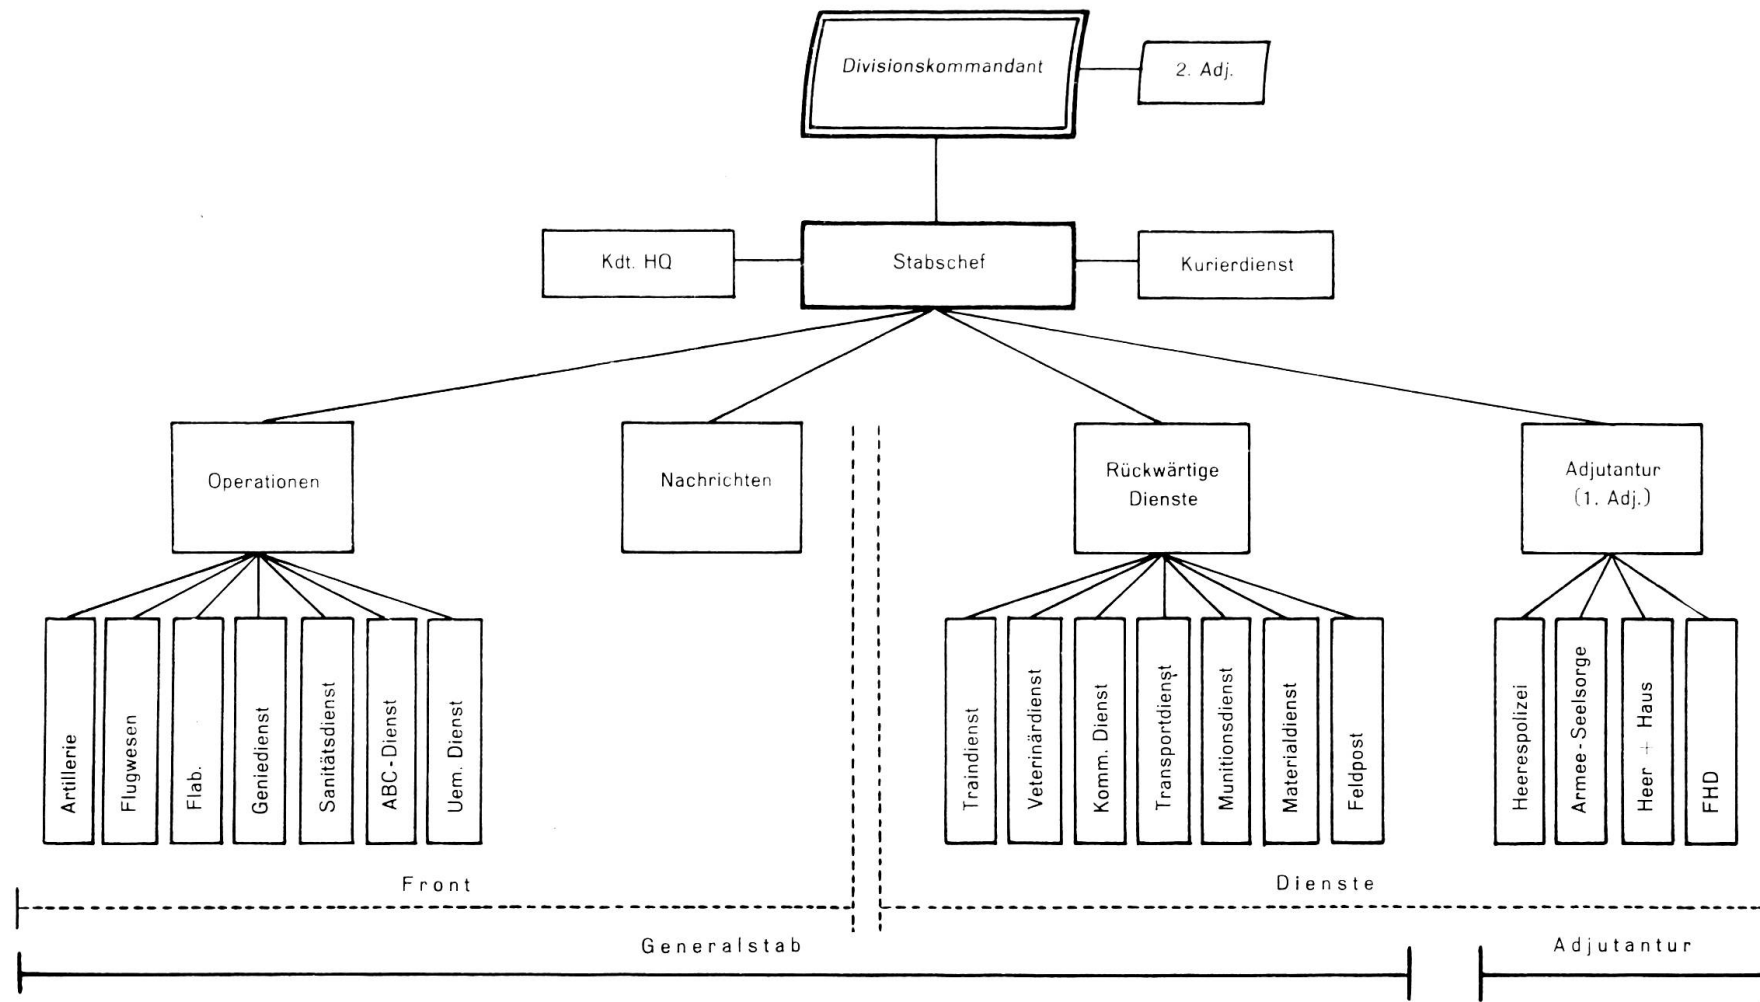 Divisionskommandant
2. Adj.
Kdt. HQ
Stabschef
Kurierdienst
Operationen
Nachrichten
Rückwärtige
Dienste
Adjutantur
(1. Adj.)
Artillerie
Flugwesen
Flab.
Geniedienst
Sanitätsdienst
ABC-Dienst
Uem. Dienst
Traindienst
Veterinärdienst
Komm. Dienst
Transportdienst
Munitionsdienst
Materialdienst
Feldpost
Heerespolizei
Armee-Seelsorge
Heer + Haus
FHD
Front
Dienste
Generalstab
Adjutantur